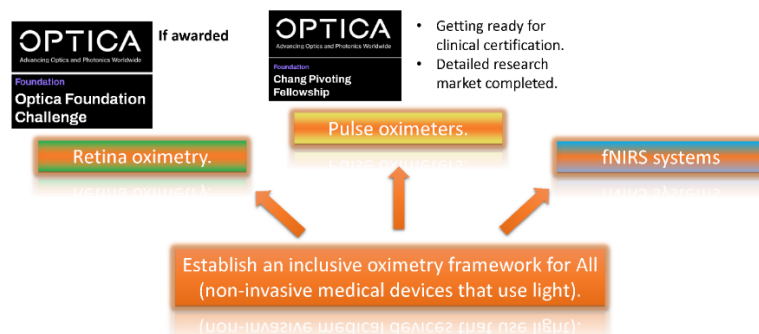 OPTICA
Advancing Optics and Photonics Worldwide
Foundation
Optica Foundation
Challenge
If awarded
OPTICA
Advancing Optics and Photonics Worldwide
Foundation
Chang Pivoting
Fellowship
• Getting ready for
clinical certification.
• Detailed research
market completed.
Retina oximetry.
Pulse oximeters.
fNIRS systems
Establish an inclusive oximetry framework for All
(non-invasive medical devices that use light).